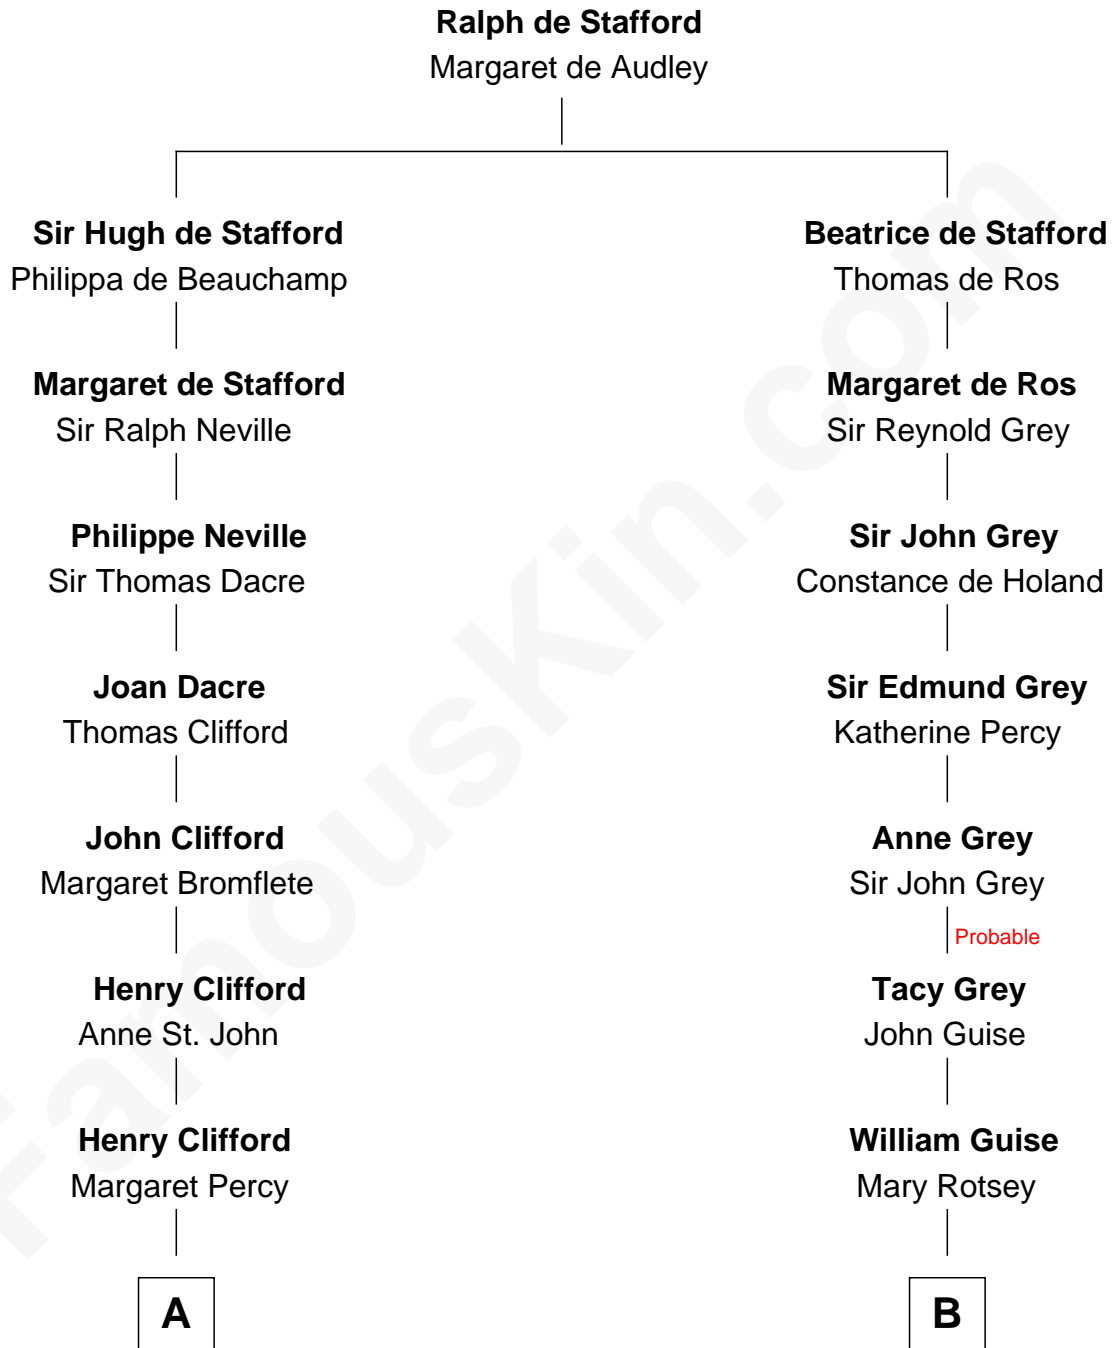 Ralph de Stafford
Margaret de Audley
Sir Hugh de Stafford
Philippa de Beauchamp
Beatrice de Stafford
Thomas de Ros
Margaret de Stafford
Sir Ralph Neville
Margaret de Ros
Sir Reynold Grey
Philippe Neville
Sir Thomas Dacre
Sir John Grey
Constance de Holand
Joan Dacre
Thomas Clifford
Sir Edmund Grey
Katherine Percy
John Clifford
Margaret Bromflete
Anne Grey
Sir John Grey
Probable
Henry Clifford
Anne St. John
Tacy Grey
John Guise
Henry Clifford
Margaret Percy
William Guise
Mary Rotsey
A
B
FamousKin.com